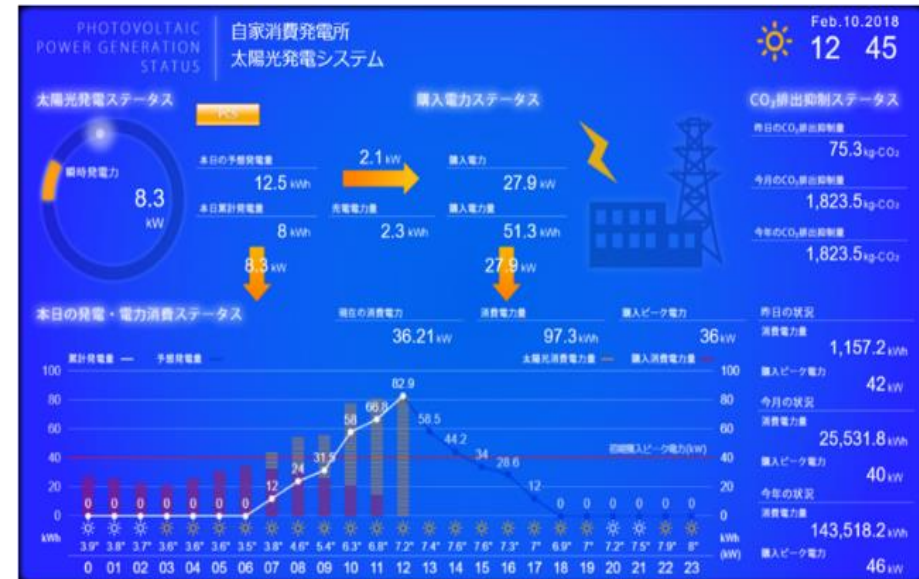 PHOTOVOLTAIC
POWER GENERATION
STATUS
自家消費発電所
太陽光発電システム
Feb.10.2018
12 45
太陽光発電ステータス
瞬時発電力
8.3
kW
PCS
本日の予想発電量
12.5 kWh
本日累計発電量
8 kWh
8.3 kW
2.1 kW
充電電力量
2.3 kWh
購入電力ステータス
購入電力
27.9 kW
購入電力量
51.3 kWh
27.9 kW
CO₂排出抑制ステータス
昨日のCO₂排出抑制量
75.3 kg-CO₂
今月のCO₂排出抑制量
1,823.5 kg-CO₂
今年のCO₂排出抑制量
1,823.5 kg-CO₂
本日の発電・電力消費ステータス
現在の消費電力
36.21 kW
消費電力量
97.3 kWh
購入ピーク電力
36 kW
累計発電量 予想発電量 太陽光消費電力量 購入消費電力量
100 100
80 80
60 60
40 40
20 20
0 0
kWh kWh
(kW)
初期購入ピーク電力(kW)
0 0 0 0 0 0 0 12 24 31.5 58 66.8 82.9 58.5 44.2 34 28.6 12 0 0 0 0 0 0
3.9° 3.8° 3.7° 3.6° 3.6° 3.6° 3.5° 3.8° 4.6° 5.4° 6.3° 6.8° 7.2° 7.4° 7.6° 7.6° 7.3° 7° 6.9° 7° 7.2° 7.5° 7.9° 8°
0 01 02 03 04 05 06 07 08 09 10 11 12 13 14 15 16 17 18 19 20 21 22 23
昨日の状況
消費電力量
1,157.2 kWh
購入ピーク電力
42 kW
今月の状況
消費電力量
25,531.8 kWh
購入ピーク電力
40 kW
今年の状況
消費電力量
143,518.2 kWh
購入ピーク電力
46 kW